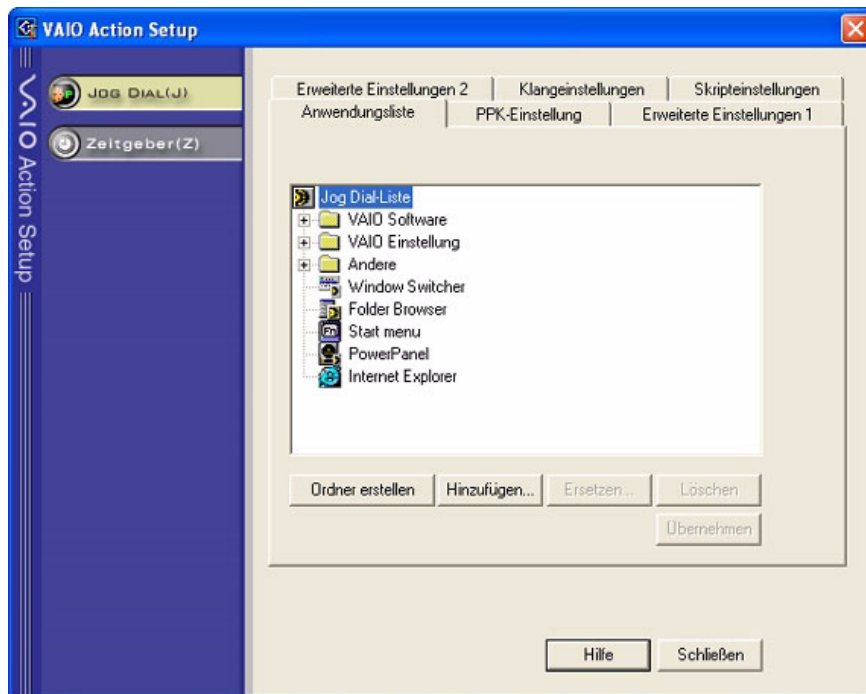 VAIO Action Setup
JOG DIAL(J)
Zeitgeber(Z)
VAIO Action Setup
Erweiterte Einstellungen 2
Klangeinstellungen
Skripteinstellungen
Anwendungsliste
PPK-Einstellung
Erweiterte Einstellungen 1
Jog Dial-Liste
VAIO Software
VAIO Einstellung
Andere
Window Switcher
Folder Browser
Start menu
PowerPanel
Internet Explorer
Ordner erstellen
Hinzufügen...
Ersetzen...
Löschen
Übernehmen
Hilfe
Schließen